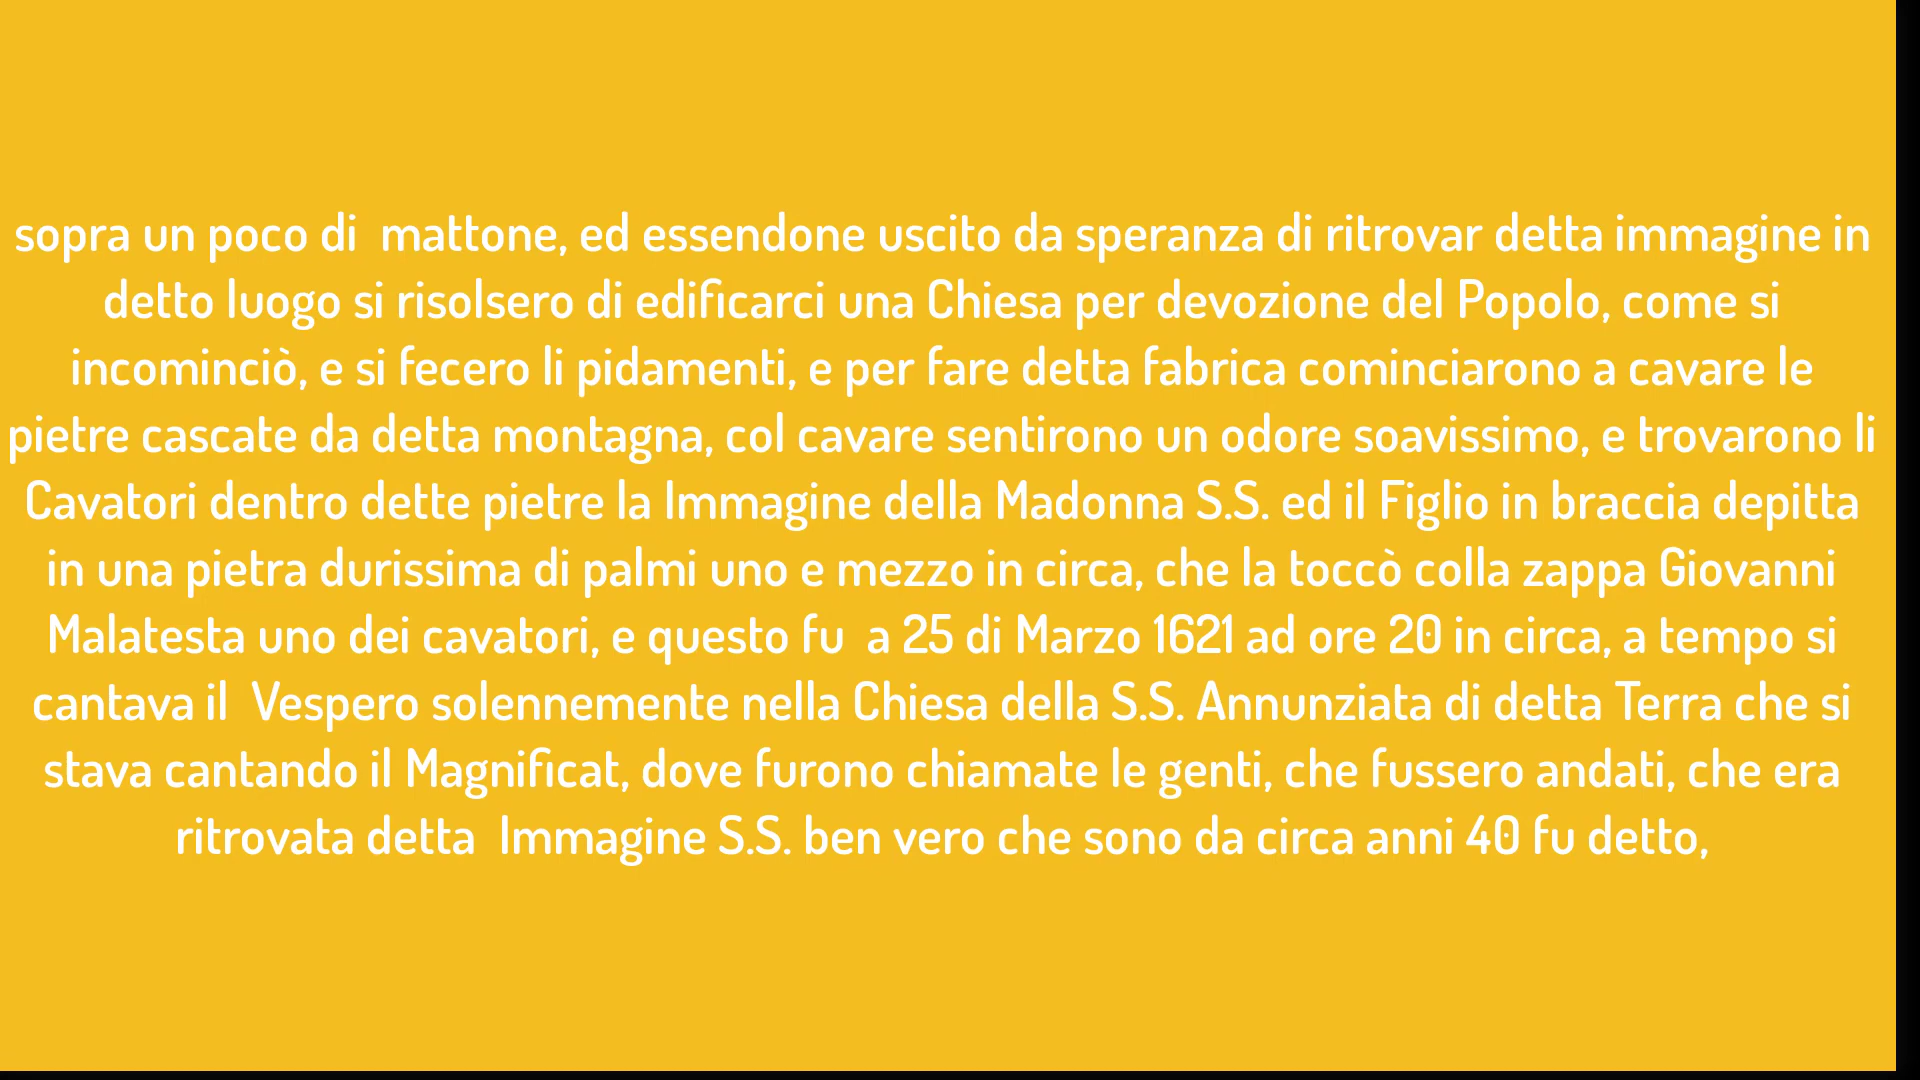 sopra un poco di  mattone, ed essendone uscito da speranza di ritrovar detta immagine in
detto luogo si risolsero di edificarci una Chiesa per devozione del Popolo, come si
incominciò, e si fecero li pidamenti, e per fare detta fabrica cominciarono a cavare le
pietre cascate da detta montagna, col cavare sentirono un odore soavissimo, e trovarono li
Cavatori dentro dette pietre la Immagine della Madonna S.S. ed il Figlio in braccia depitta
in una pietra durissima di palmi uno e mezzo in circa, che la toccò colla zappa Giovanni
Malatesta uno dei cavatori, e questo fu  a 25 di Marzo 1621 ad ore 20 in circa, a tempo si
cantava il  Vespero solennemente nella Chiesa della S.S. Annunziata di detta Terra che si
stava cantando il Magnificat, dove furono chiamate le genti, che fussero andati, che era
ritrovata detta  Immagine S.S. ben vero che sono da circa anni 40 fu detto,